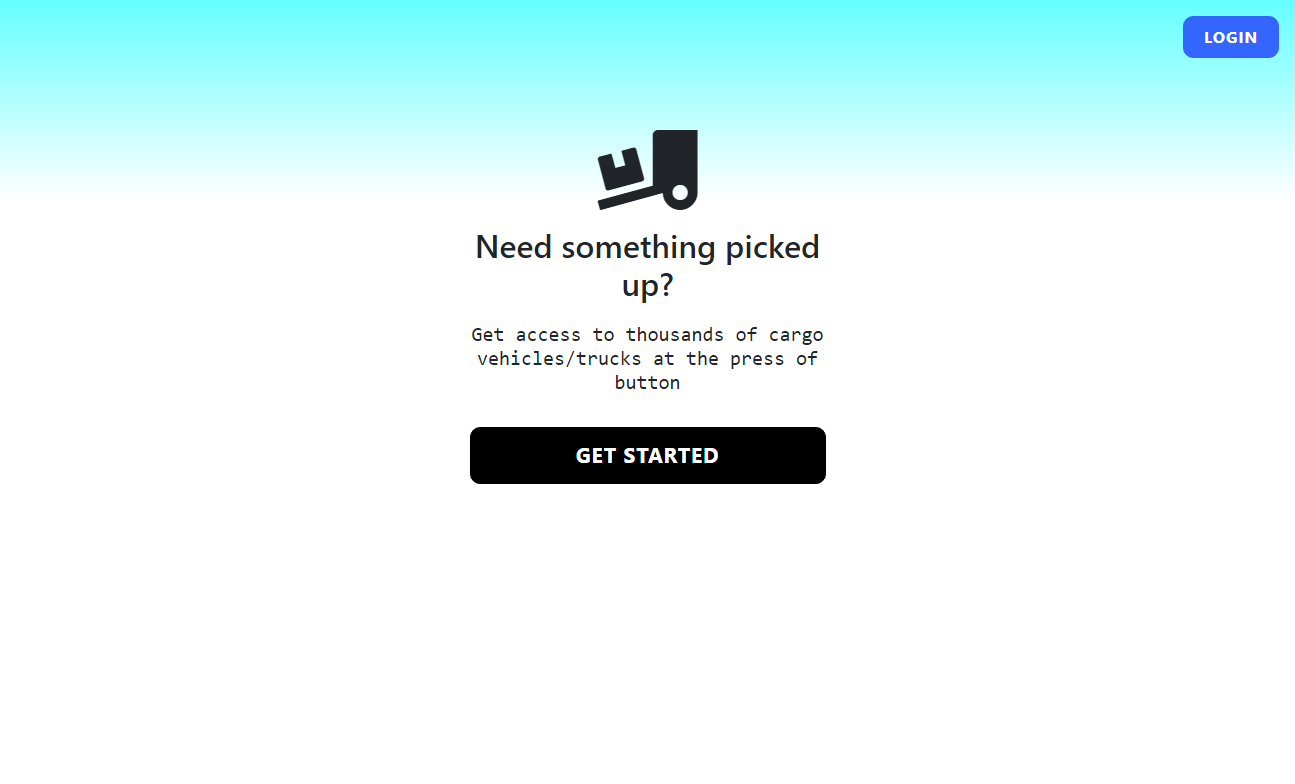 LOGIN
Need something picked
up?
Get access to thousands of cargo
vehicles/trucks at the press of
button
GET STARTED